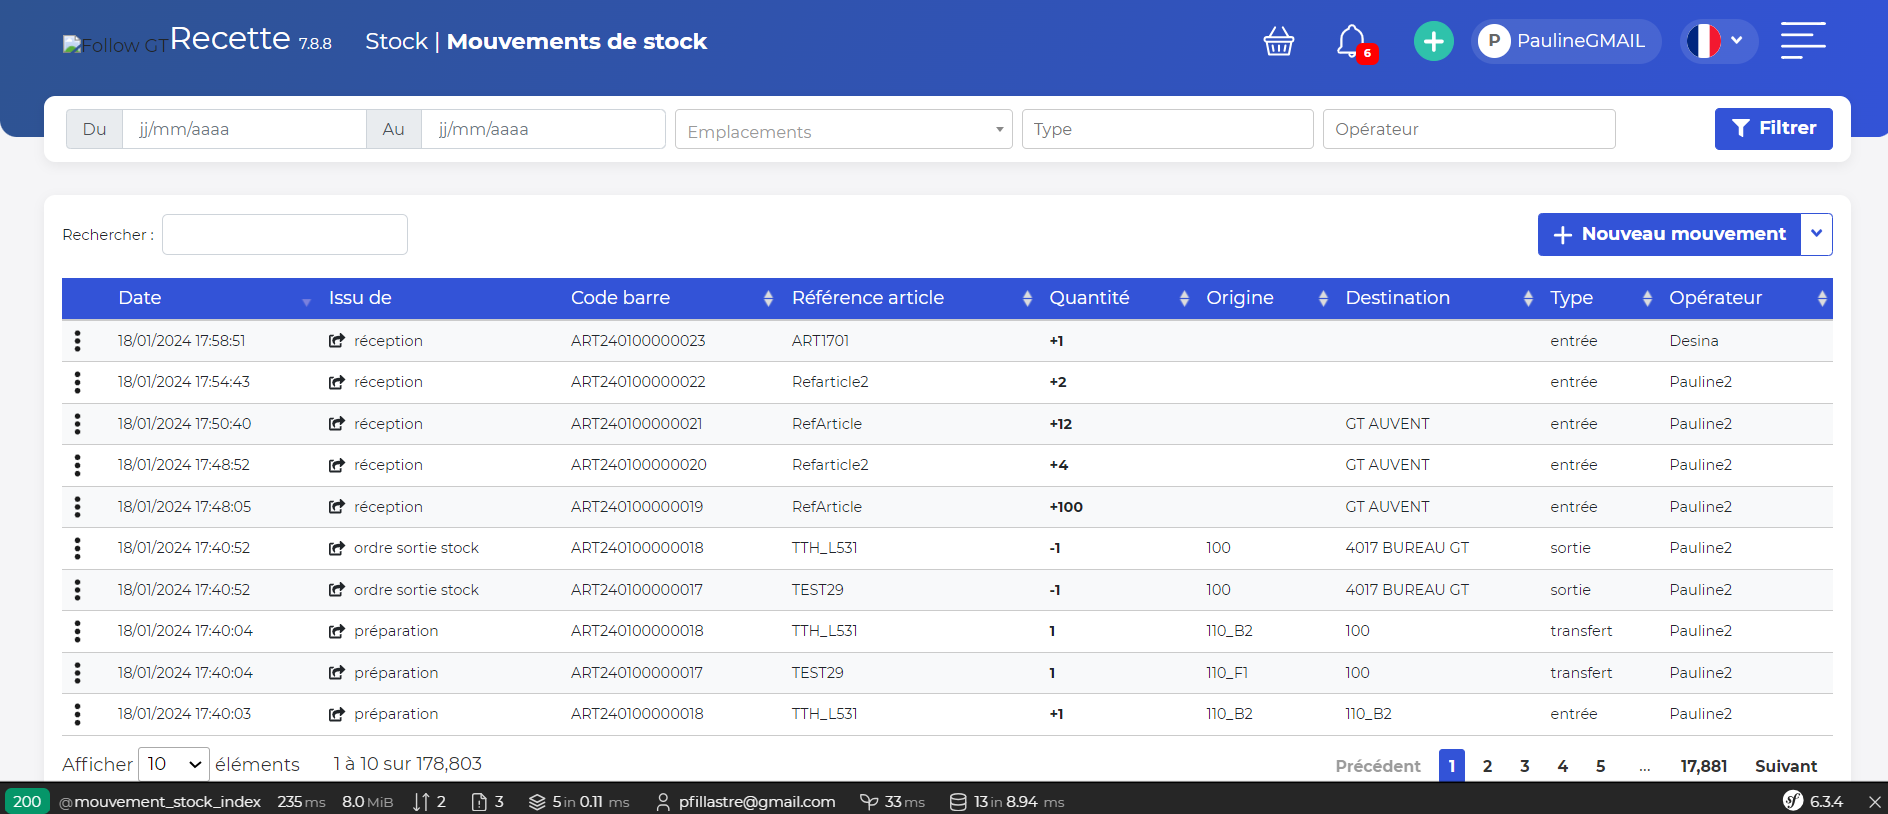 Follow GT Recette 7.8.8 Stock | Mouvements de stock 6 P PaulineGMAIL
Du jj/mm/aaaa Au jj/mm/aaaa Emplacements Type Opérateur Filtrer
Rechercher : Nouveau mouvement
Date Issu de Code barre Référence article Quantité Origine Destination Type Opérateur
18/01/2024 17:58:51 réception ART240100000023 ART1701 +1 entrée Desina
18/01/2024 17:54:43 réception ART240100000022 Refarticle2 +2 entrée Pauline2
18/01/2024 17:50:40 réception ART240100000021 RefArticle +12 GT AUVENT entrée Pauline2
18/01/2024 17:48:52 réception ART240100000020 Refarticle2 +4 GT AUVENT entrée Pauline2
18/01/2024 17:48:05 réception ART240100000019 RefArticle +100 GT AUVENT entrée Pauline2
18/01/2024 17:40:52 ordre sortie stock ART240100000018 TTH_L531 -1 100 4017 BUREAU GT sortie Pauline2
18/01/2024 17:40:52 ordre sortie stock ART240100000017 TEST29 -1 100 4017 BUREAU GT sortie Pauline2
18/01/2024 17:40:04 préparation ART240100000018 TTH_L531 1 110_B2 100 transfert Pauline2
18/01/2024 17:40:04 préparation ART240100000017 TEST29 1 110_F1 100 transfert Pauline2
18/01/2024 17:40:03 préparation ART240100000018 TTH_L531 +1 110_B2 110_B2 entrée Pauline2
Afficher 10 éléments 1 à 10 sur 178,803 Précédent 1 2 3 4 5 ... 17,881 Suivant
200 @mouvement_stock_index 235 ms 8.0 MiB 2 3 5 in 0.11 ms pfillastre@gmail.com 33 ms 13 in 8.94 ms sf 6.3.4